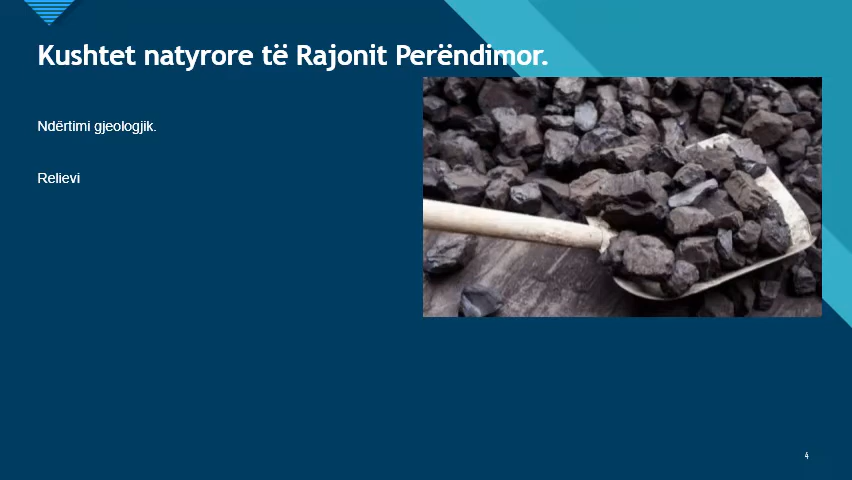 Kushtet natyrore të Rajonit Perëndimor.
Ndërtimi gjeologjik.
Relievi
4